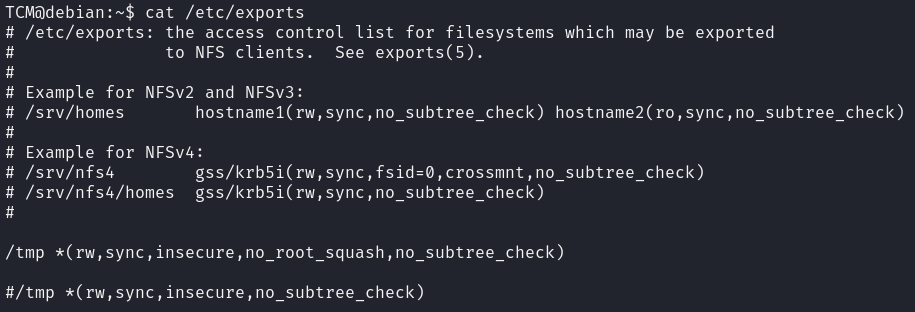 TCM@debian:~$ cat /etc/exports
# /etc/exports: the access control list for filesystems which may be exported
#               to NFS clients.  See exports(5).
#
# Example for NFSv2 and NFSv3:
# /srv/homes       hostname1(rw,sync,no_subtree_check) hostname2(ro,sync,no_subtree_check)
#
# Example for NFSv4:
# /srv/nfs4        gss/krb5i(rw,sync,fsid=0,crossmnt,no_subtree_check)
# /srv/nfs4/homes  gss/krb5i(rw,sync,no_subtree_check)
#

/tmp *(rw,sync,insecure,no_root_squash,no_subtree_check)

#/tmp *(rw,sync,insecure,no_subtree_check)